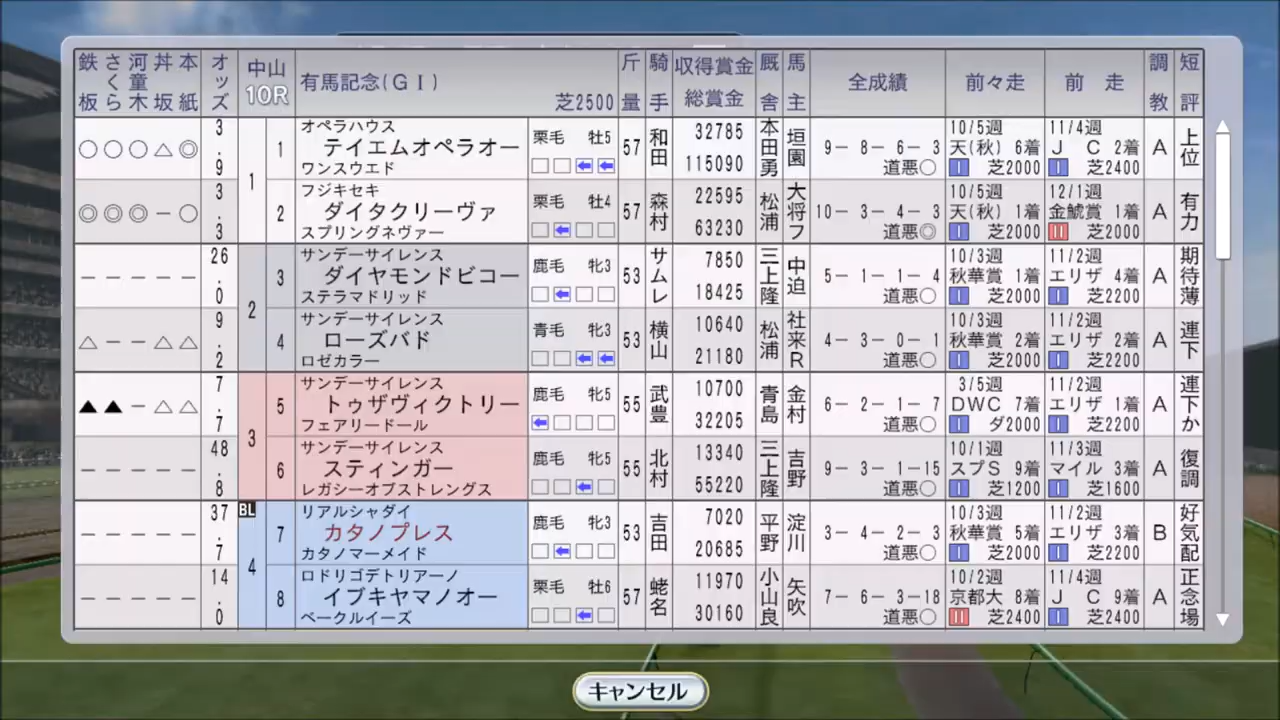 鉄板 さくら 河童木 丼坂 本紙 オッズ 中山10R 有馬記念(GⅠ) 芝2500 斤量 騎手 収得賞金 総賞金 厩舎 馬主 全成績 前々走 前 走 調教 短評
○ ○ ○ △ ◎ 3.9 1 1 オペラハウス
テイエムオペラオー
ワンスウエド
栗毛 牡5 57 和田 32785 115090 本田勇 垣園 9-8-6-3 道悪○
10/5週 天(秋) 6着 Ⅰ 芝2000
11/4週 J C 2着 Ⅰ 芝2400 A 上位
◎ ◎ ◎ - ○ 3.3 2 フジキセキ
ダイタクリーヴァ
スプリングネヴァー
栗毛 牡4 57 森村 22595 63230 松浦 大将フ 10-3-4-3 道悪◎
10/5週 天(秋) 1着 Ⅰ 芝2000
12/1週 金鯱賞 1着 Ⅱ 芝2000 A 有力
- - - - - 26.0 2 3 サンデーサイレンス
ダイヤモンドビコー
ステラマドリッド
鹿毛 牝3 53 サムレ 7850 18425 三上隆 中迫 5-1-1-4 道悪○
10/3週 秋華賞 1着 Ⅰ 芝2000
11/2週 エリザ 4着 Ⅰ 芝2200 A 期待薄
△ - - △ △ 9.2 4 サンデーサイレンス
ローズバド
ロゼカラー
青毛 牝3 53 横山 10640 21180 松浦 社来R 4-3-0-1 道悪○
10/3週 秋華賞 2着 Ⅰ 芝2000
11/2週 エリザ 2着 Ⅰ 芝2200 A 連下
▲ ▲ - △ △ 7.7 3 5 サンデーサイレンス
トゥザヴィクトリー
フェアリードール
鹿毛 牝5 55 武豊 10700 32205 青島 金村 6-2-1-7 道悪○
3/5週 DWC 7着 Ⅰ ダ2000
11/2週 エリザ 1着 Ⅰ 芝2200 A 連下か
- - - - - 48.8 6 サンデーサイレンス
スティンガー
レガシーオブストレングス
鹿毛 牝5 55 北村 13340 55220 三上隆 吉野 9-3-1-15 道悪○
10/1週 スプS 9着 Ⅰ 芝1200
11/3週 マイル 3着 Ⅰ 芝1600 A 復調
- - - - - 37.7 BL 4 7 リアルシャダイ
カタノプレス
カタノマーメイド
鹿毛 牝3 53 吉田 7020 20685 平野 淀川 3-4-2-3 道悪○
10/3週 秋華賞 5着 Ⅰ 芝2000
11/2週 エリザ 3着 Ⅰ 芝2200 B 好気配
- - - - - 14.0 8 ロドリゴデトリアーノ
イブキヤマノオー
ベークルイーズ
栗毛 牡6 57 蛯名 11970 30160 小山良 矢吹 7-6-3-18 道悪○
10/2週 京都大 8着 Ⅱ 芝2400
11/4週 J C 9着 Ⅰ 芝2400 A 正念場
キャンセル